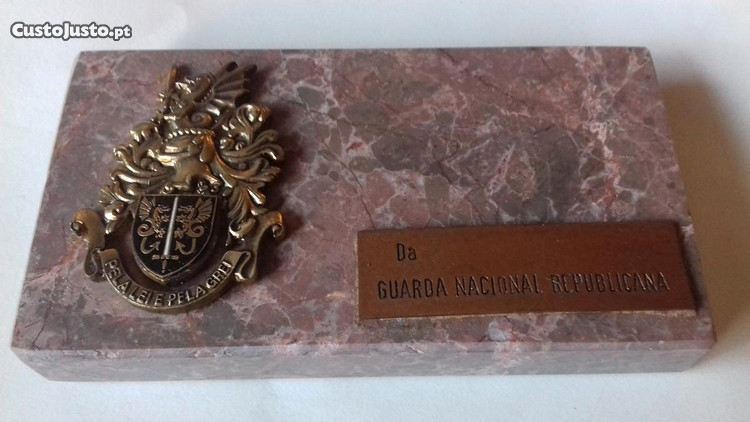 CustoJusto.pt
PELA LEI E PELA GREI
Da
GUARDA NACIONAL REPUBLICANA